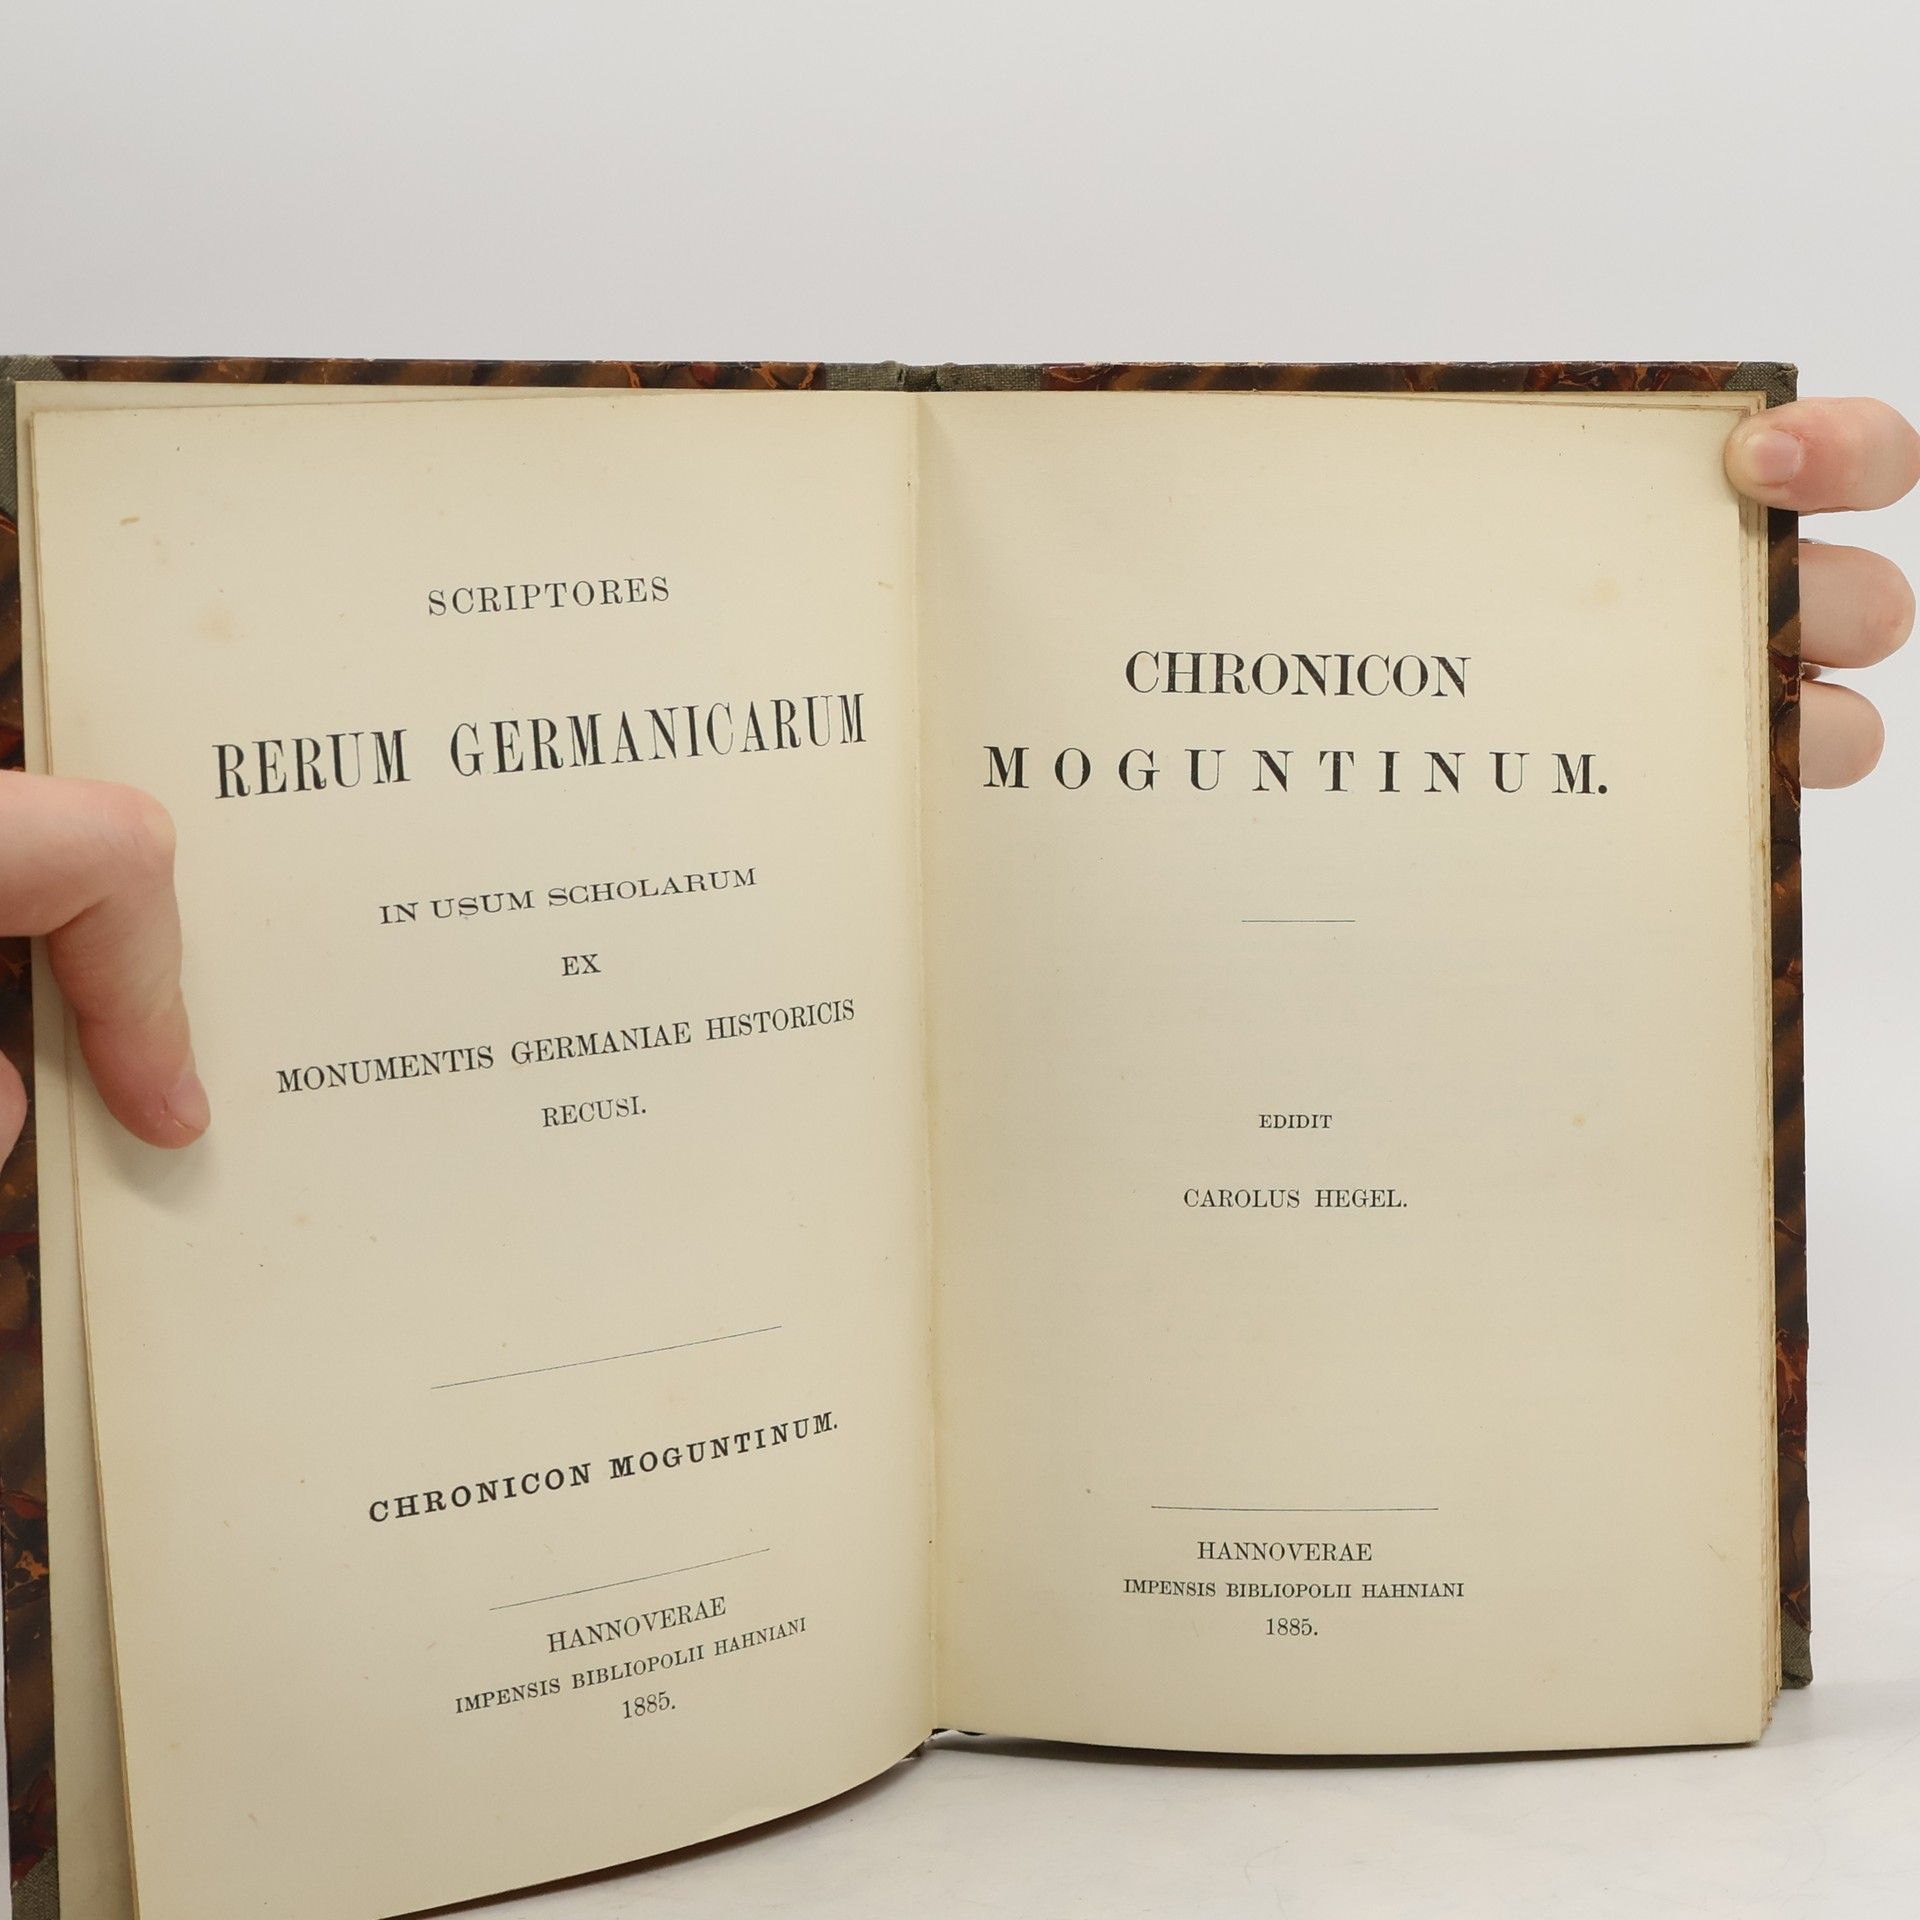 SCRIPTORES
RERUM GERMANICARUM
IN USUM SCHOLARUM
EX
MONUMENTIS GERMANIAE HISTORICIS
RECUSI.
CHRONICON MOGUNTINUM.
HANNOVERAE
IMPENSIS BIBLIOPOLII HAHNIANI
1885.
CHRONICON
MOGUNTINUM.
EDIDIT
CAROLUS HEGEL.
HANNOVERAE
IMPENSIS BIBLIOPOLII HAHNIANI
1885.